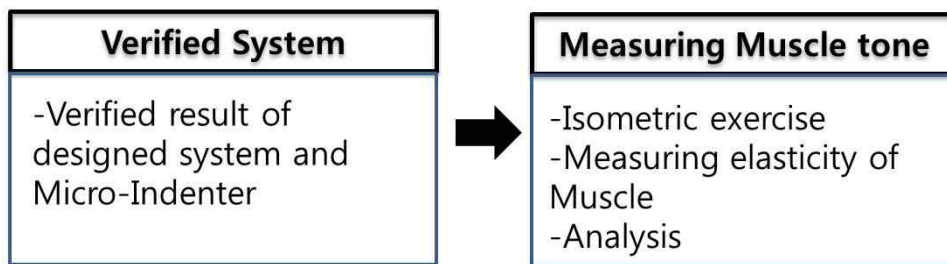 Verified System
-Verified result of
designed system and
Micro-Indenter
Measuring Muscle tone
-Isometric exercise
-Measuring elasticity of
Muscle
-Analysis